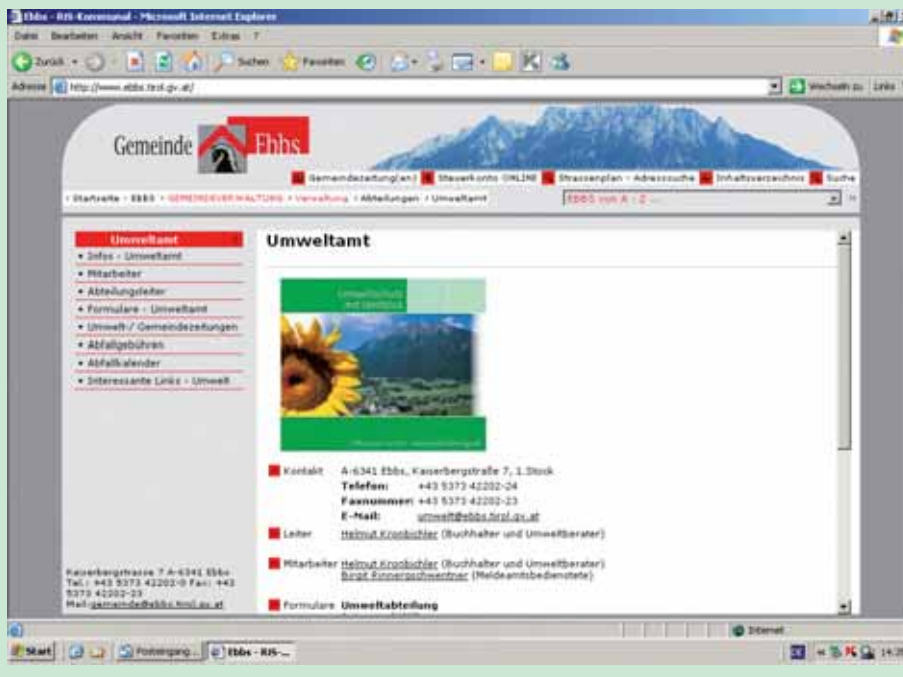 Ebbs - RIS-Kommunal - Microsoft Internet Explorer
Datei Bearbeiten Ansicht Favoriten Extras ?
Zurück Suchen Favoriten
Adresse http://www.ebbs.tirol.gv.at/ Wechseln zu Links
Gemeinde Ebbs
Gemeindezeitung(en) Steuerkonto ONLINE Strassenplan - Adresssuche Inhaltsverzeichnis Suche
Startseite - EBBS GEMEINDEVERWALTUNG Verwaltung Abteilungen Umweltamt EBBS von A - Z ...
Umweltamt
• Infos - Umweltamt
• Mitarbeiter
• Abteilungsleiter
• Formulare - Umweltamt
• Umwelt-/ Gemeindezeitungen
• Abfallgebühren
• Abfallkalender
• Interessante Links - Umwelt
Kaiserbergstrasse 7 A-6341 Ebbs
Tel.: +43 5373 42202-0 Fax: +43
5373 42202-23
Mail:gemeinde@ebbs.tirol.gv.at
Umweltamt
Umweltschutz
Kontakt A-6341 Ebbs, Kaiserbergstraße 7, 1.Stock
Telefon: +43 5373 42202-24
Faxnummer: +43 5373 42202-23
E-Mail: umwelt@ebbs.tirol.gv.at
Leiter Helmut Kronbichler (Buchhalter und Umweltberater)
Mitarbeiter Helmut Kronbichler (Buchhalter und Umweltberater)
Birgit Rinnergschwentner (Meldeamtsbedienstete)
Formulare Umweltabteilung
Internet
Start Posteingang... Ebbs - RIS-... DE